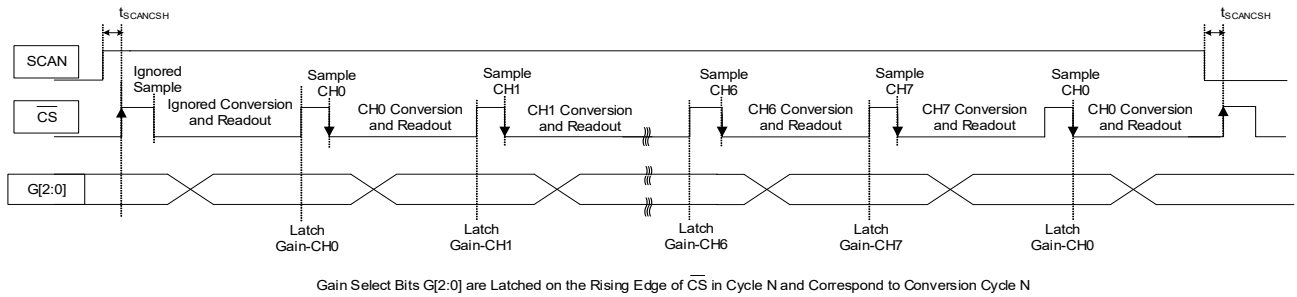 tSCANCSH
tSCANCSH
SCAN
Ignored
Sample
Sample
CH0
Sample
CH1
Sample
CH6
Sample
CH7
Sample
CH0
CS
Ignored Conversion
and Readout
CH0 Conversion
and Readout
CH1 Conversion
and Readout
CH6 Conversion
and Readout
CH7 Conversion
and Readout
CH0 Conversion
and Readout
G[2:0]
Latch
Gain-CH0
Latch
Gain-CH1
Latch
Gain-CH6
Latch
Gain-CH7
Latch
Gain-CH0
Gain Select Bits G[2:0] are Latched on the Rising Edge of CS in Cycle N and Correspond to Conversion Cycle N